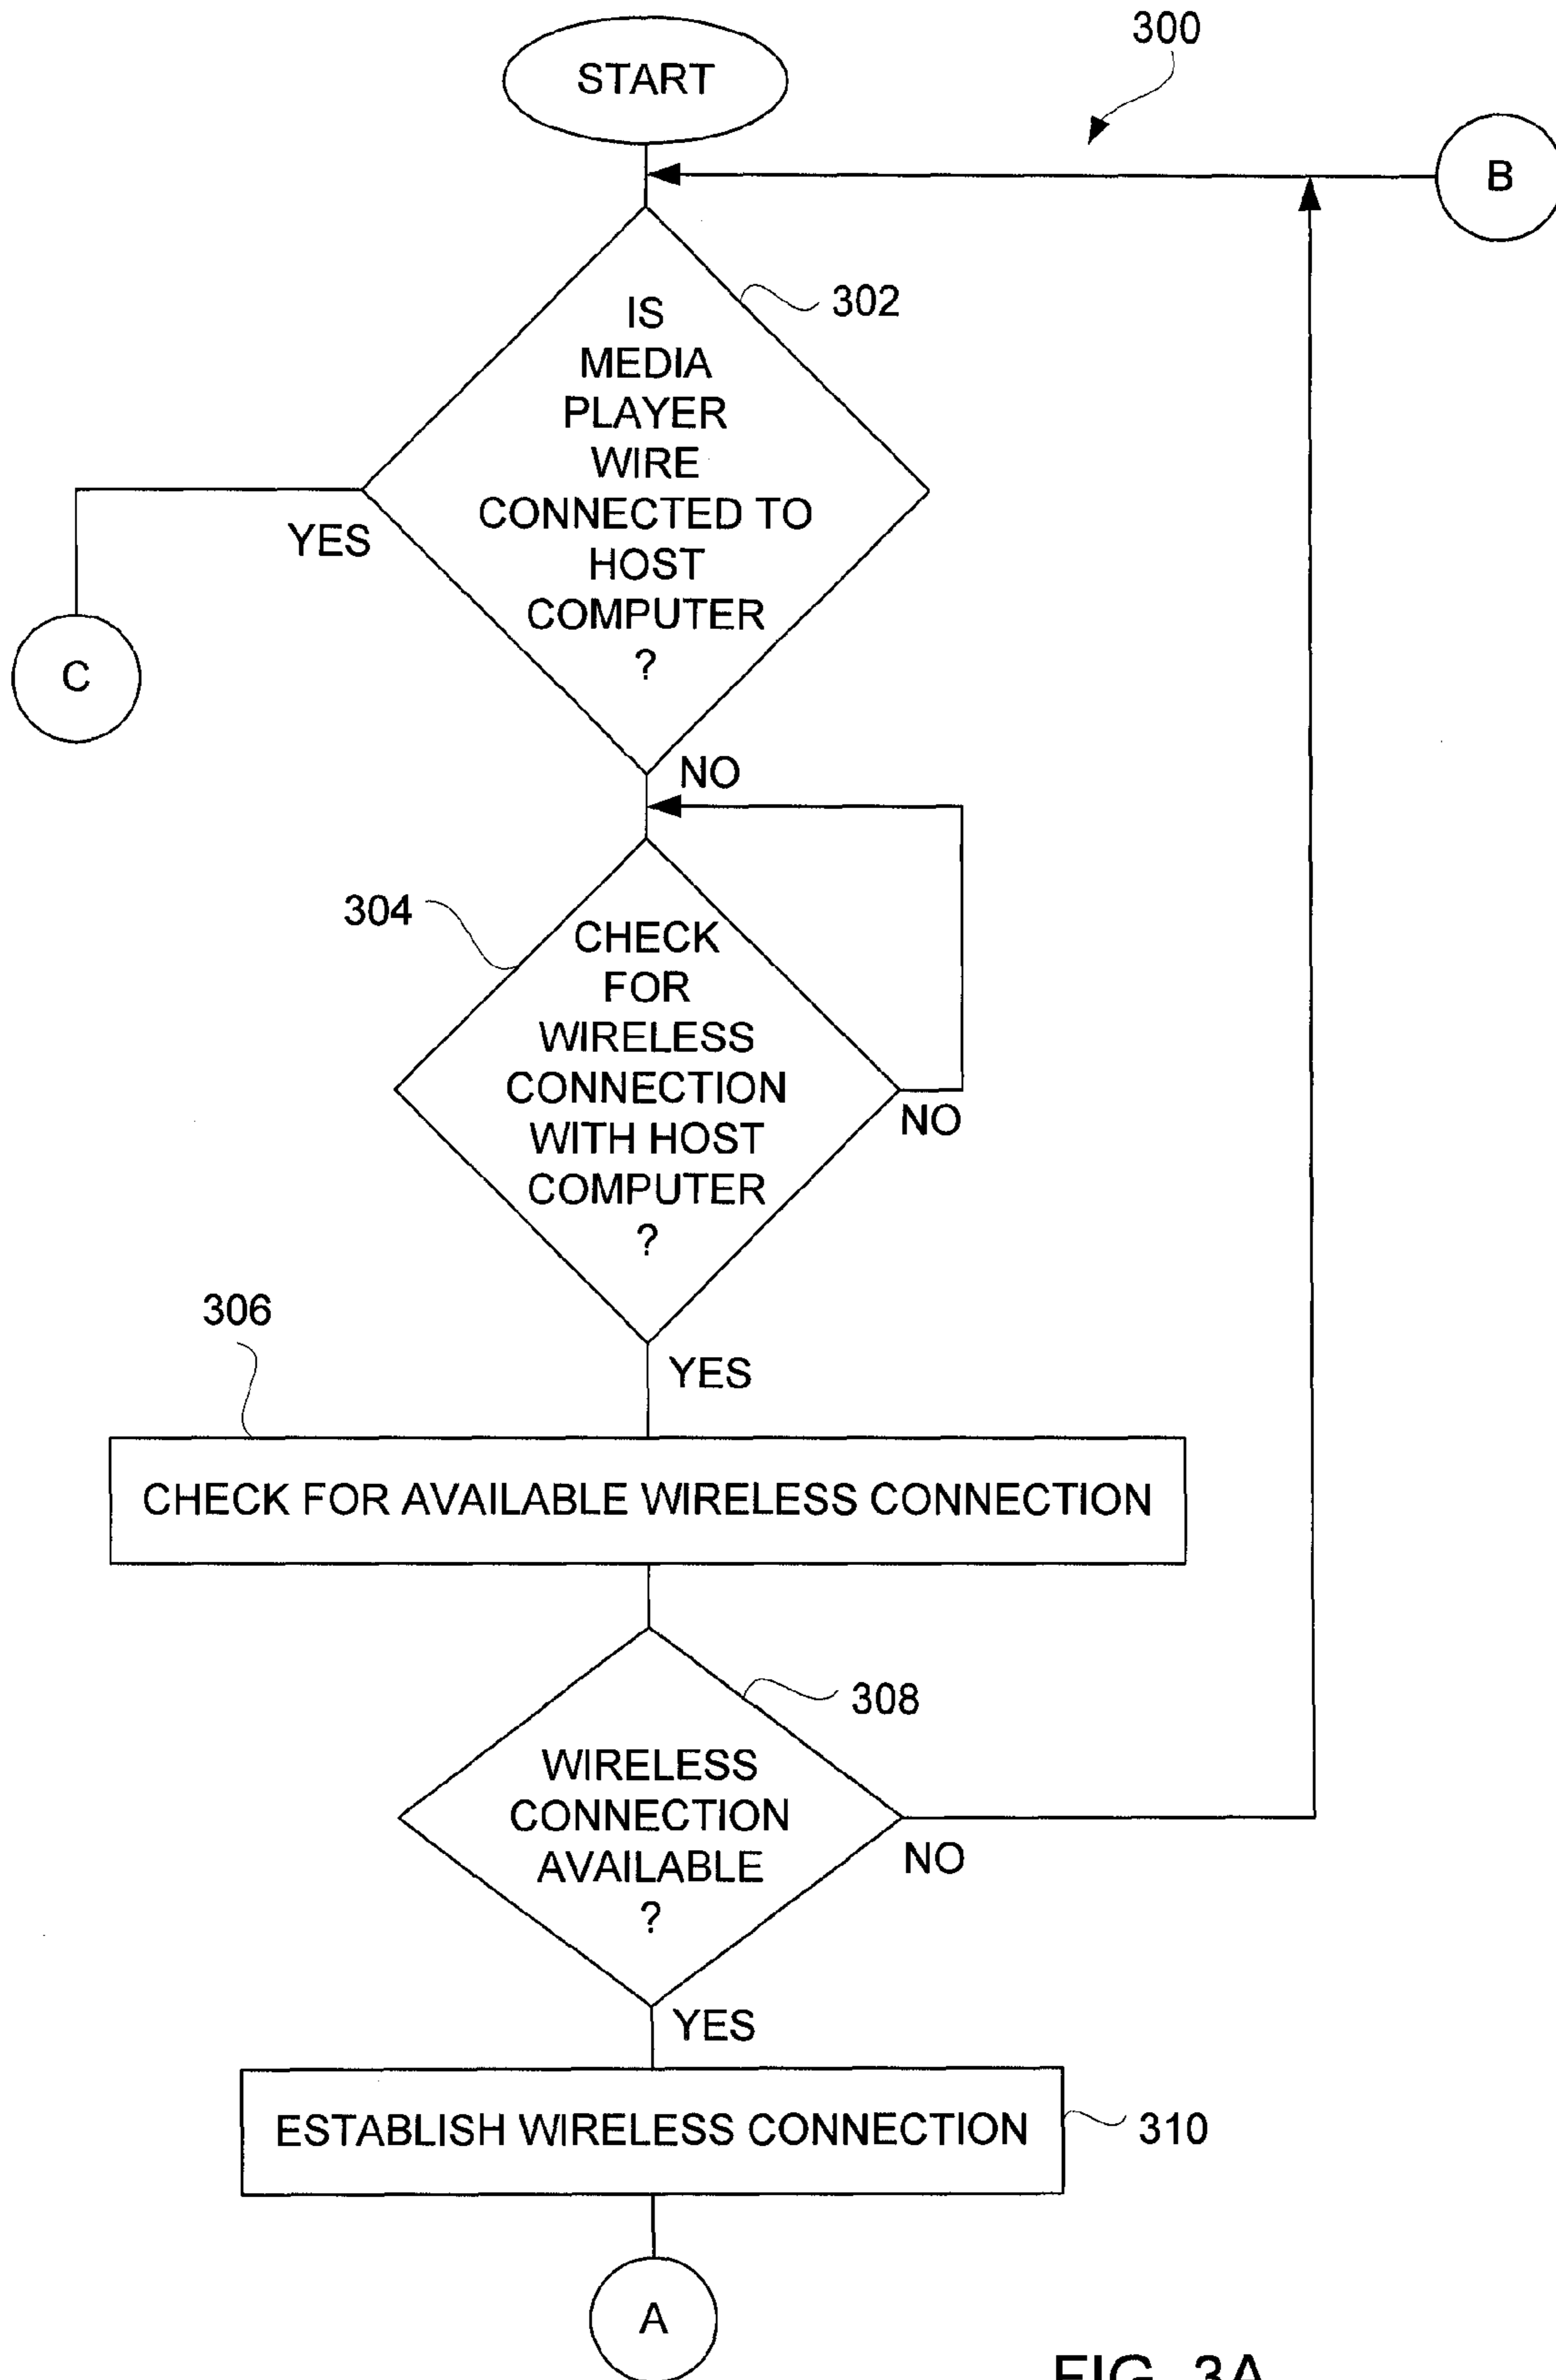 START
300
B
302
IS
MEDIA
PLAYER
WIRE
CONNECTED TO
HOST
COMPUTER
?
YES
C
NO
304
CHECK
FOR
WIRELESS
CONNECTION
WITH HOST
COMPUTER
?
NO
306
YES
CHECK FOR AVAILABLE WIRELESS CONNECTION
308
WIRELESS
CONNECTION
AVAILABLE
?
NO
YES
ESTABLISH WIRELESS CONNECTION
310
A
FIG. 3A